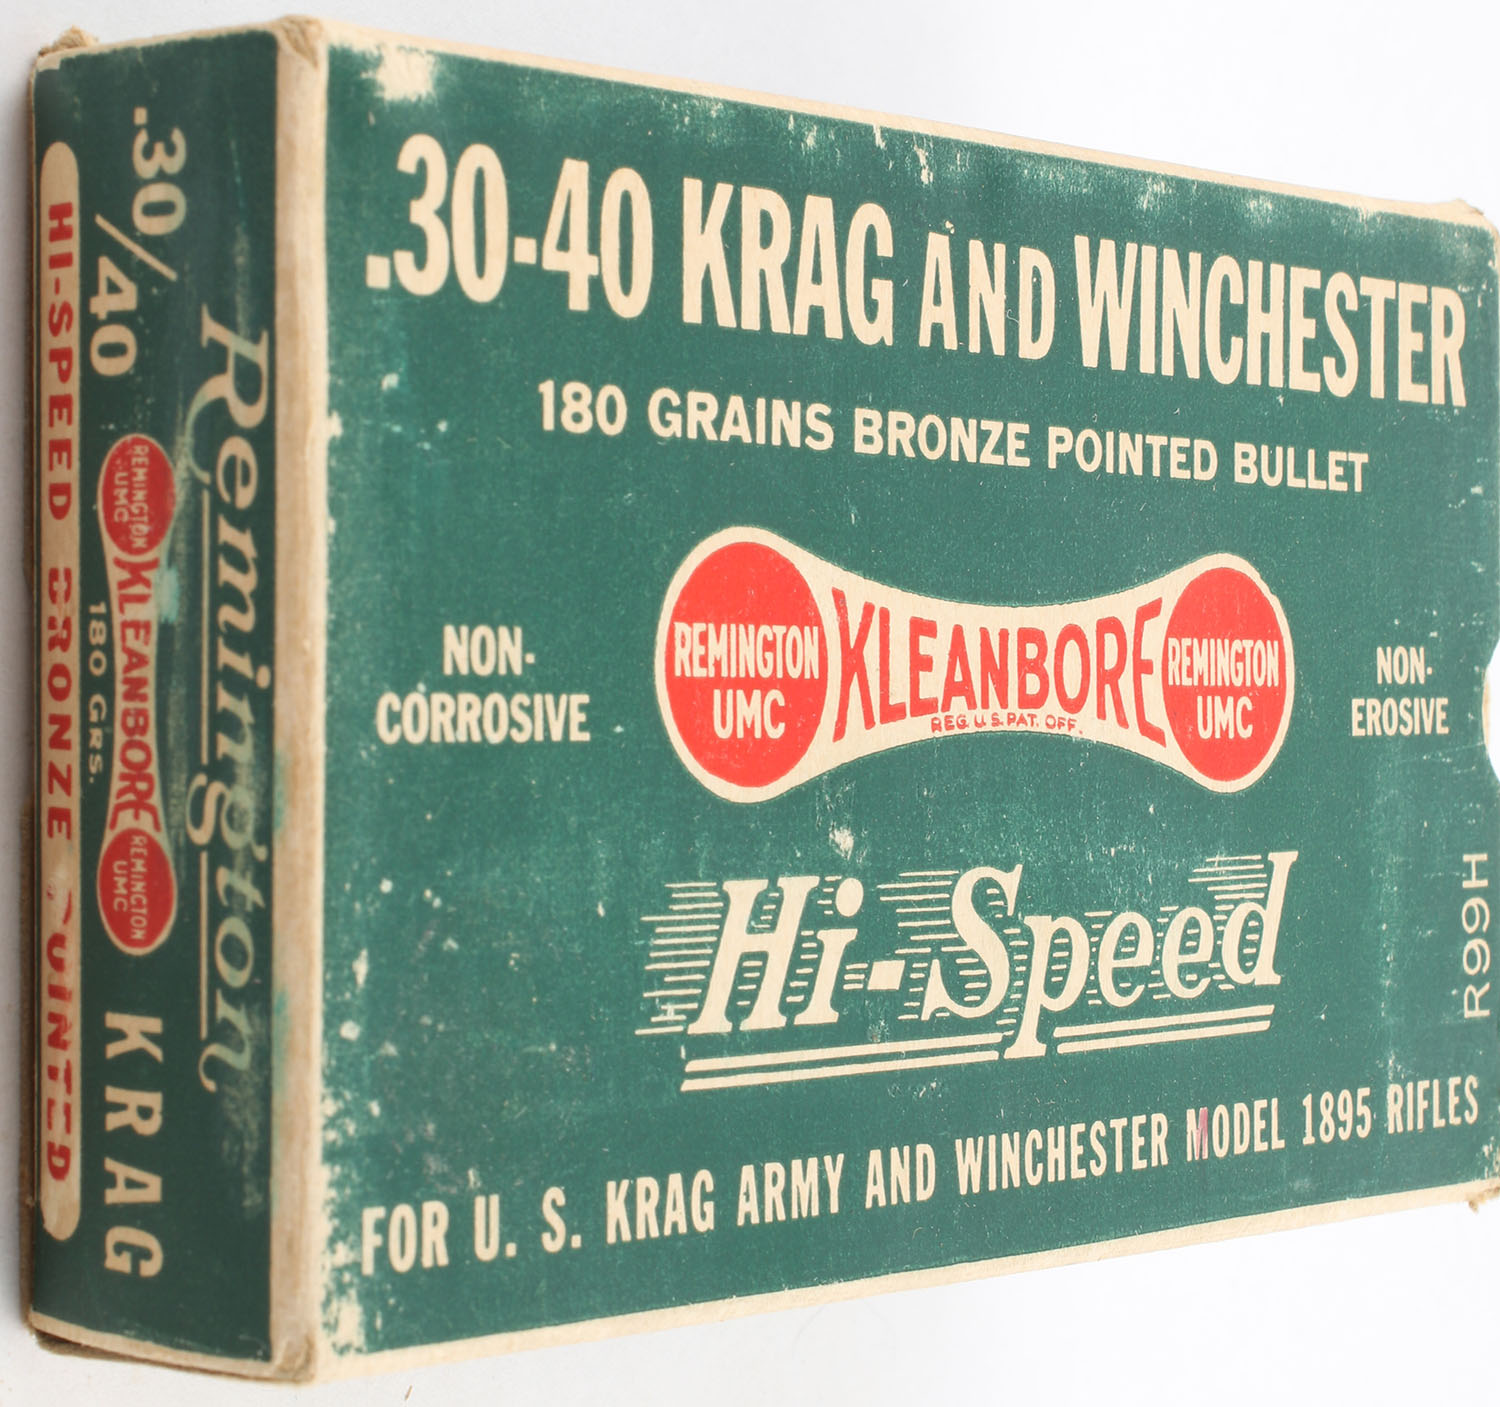 .30-40 KRAG AND WINCHESTER
180 GRAINS BRONZE POINTED BULLET
NON-
CORROSIVE
REMINGTON
UMC
KLEANBORE
REG. U.S. PAT. OFF.
REMINGTON
UMC
NON-
EROSIVE
Hi-Speed
R99H
FOR U. S. KRAG ARMY AND WINCHESTER MODEL 1895 RIFLES
Remington
.30/40
REMINGTON
UMC
KLEANBORE
REMINGTON
UMC
KRAG
180 GRS.
HI-SPEED BRONZE POINTED